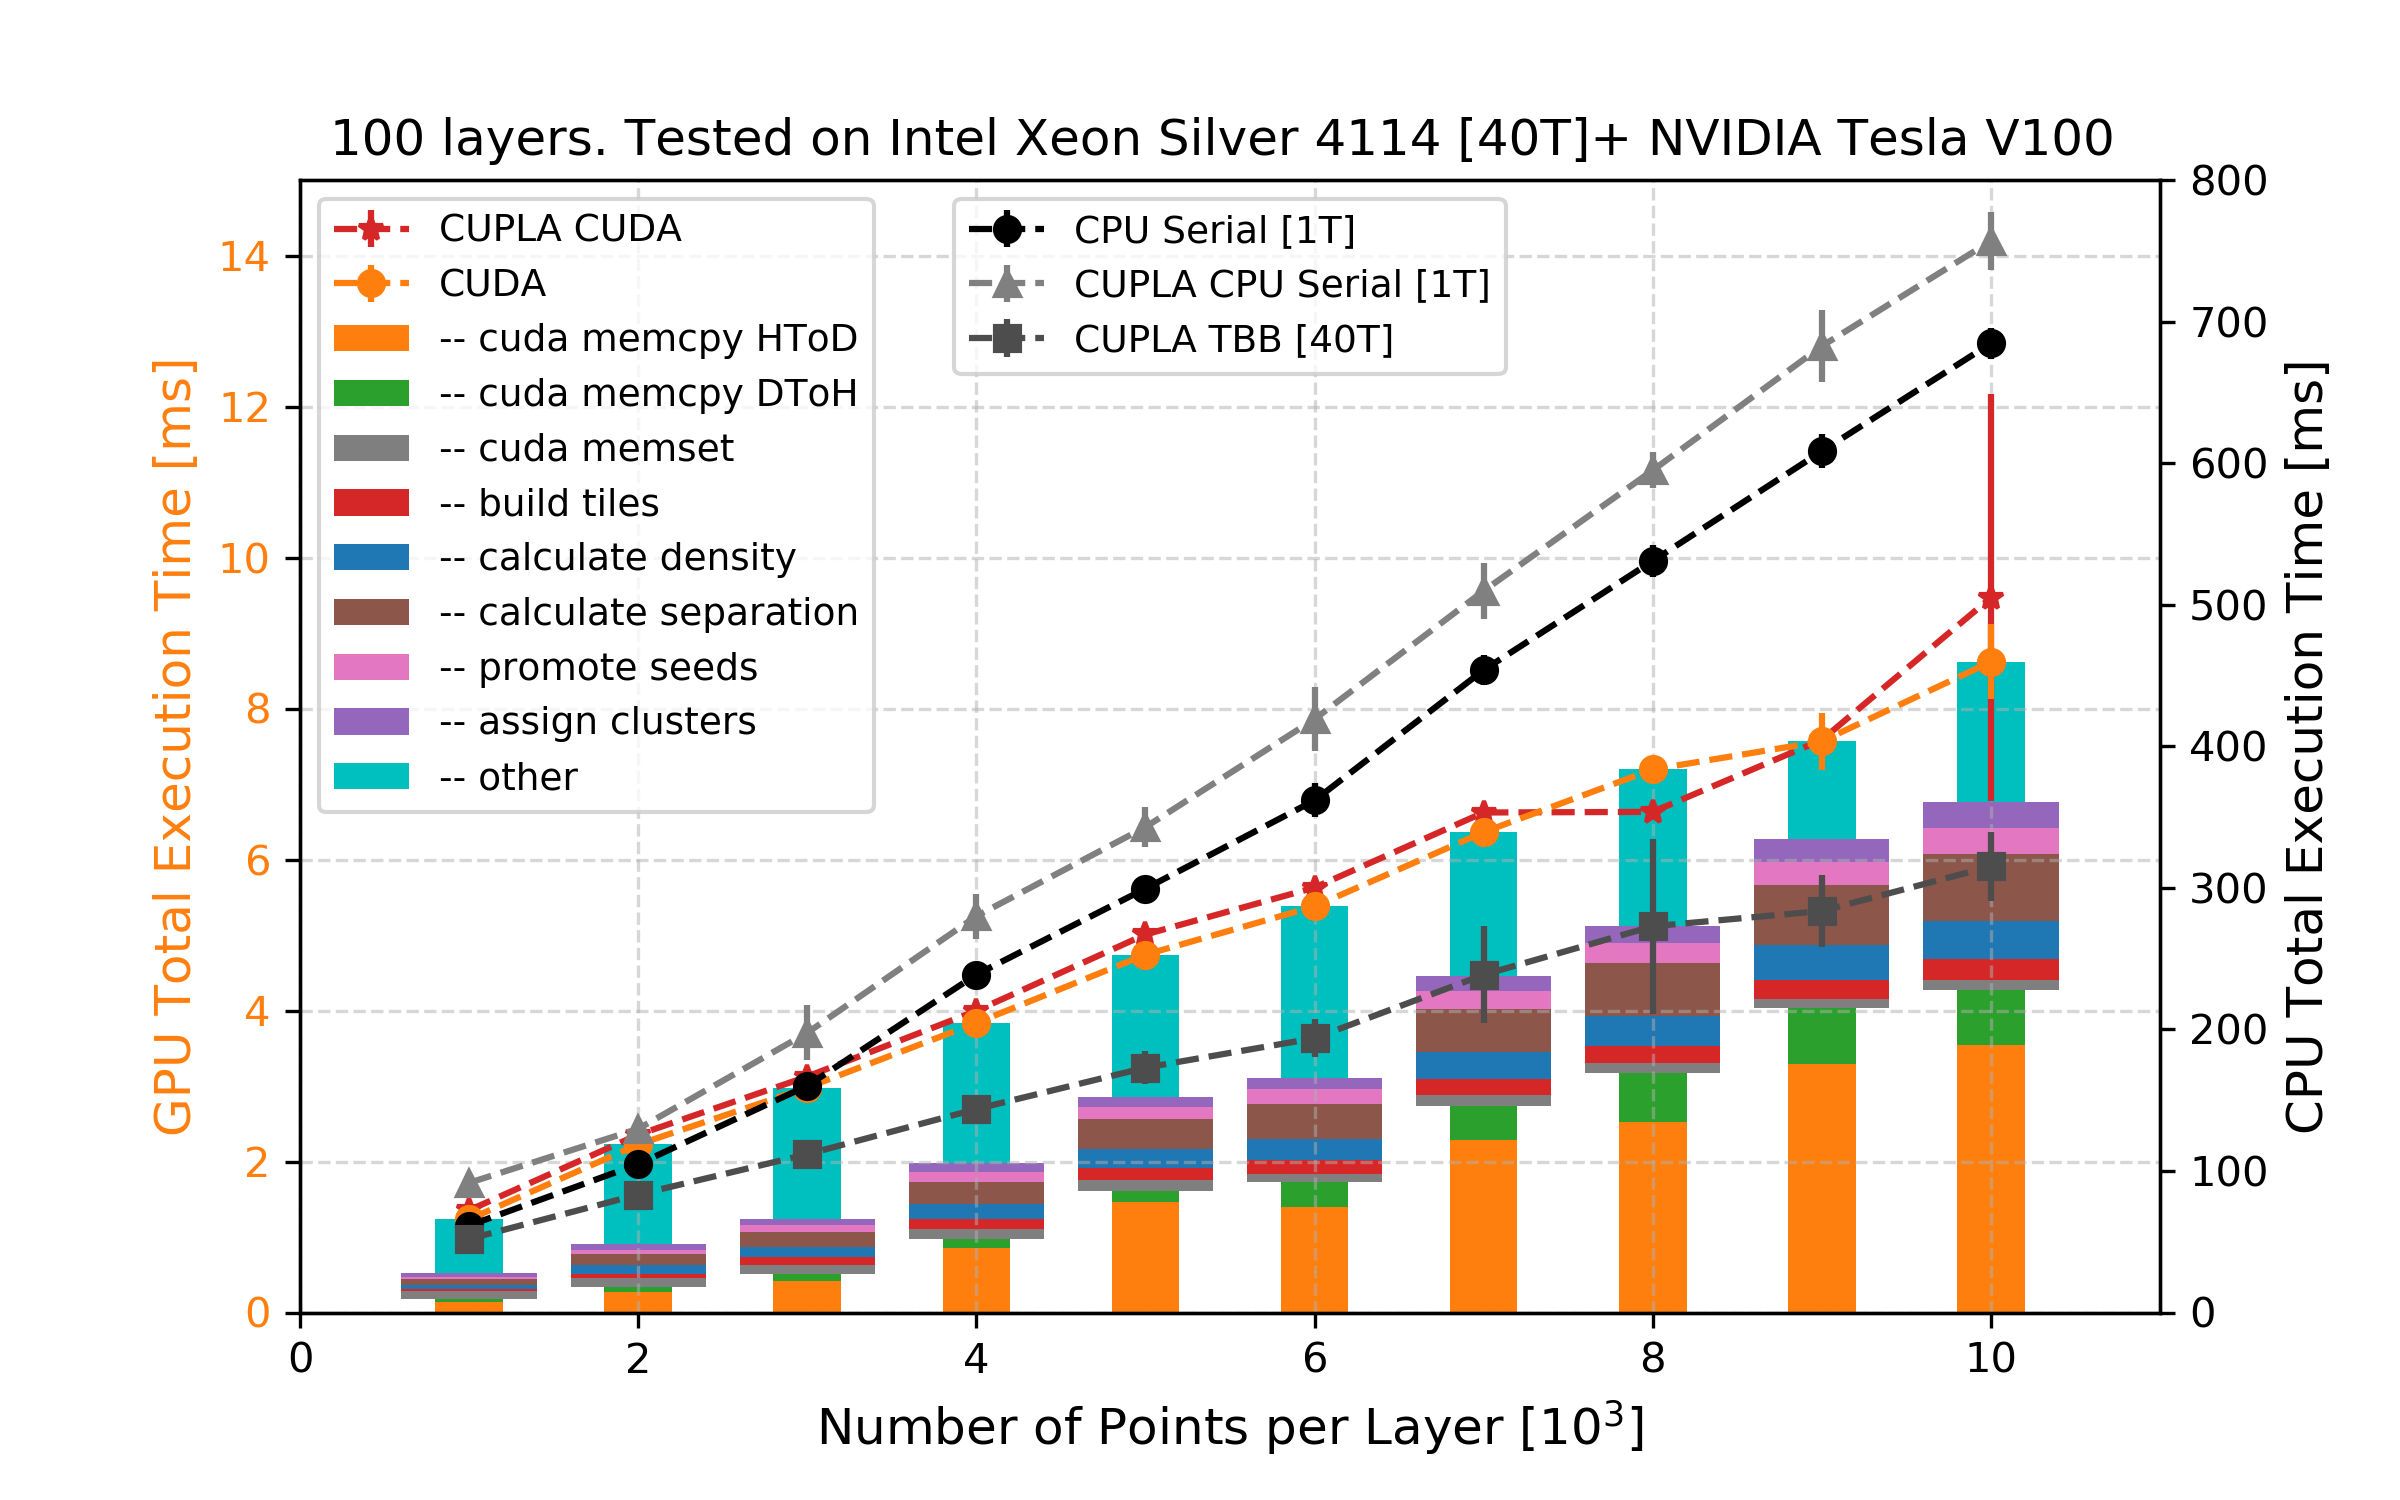 100 layers. Tested on Intel Xeon Silver 4114 [40T]+ NVIDIA Tesla V100
CUPLA CUDA
CUDA
-- cuda memcpy HToD
-- cuda memcpy DToH
-- cuda memset
-- build tiles
-- calculate density
-- calculate separation
-- promote seeds
-- assign clusters
-- other
CPU Serial [1T]
CUPLA CPU Serial [1T]
CUPLA TBB [40T]
GPU Total Execution Time [ms]
14
12
10
8
6
4
2
0
800
700
600
500
400
300
200
100
0
CPU Total Execution Time [ms]
0 2 4 6 8 10
Number of Points per Layer [10³]